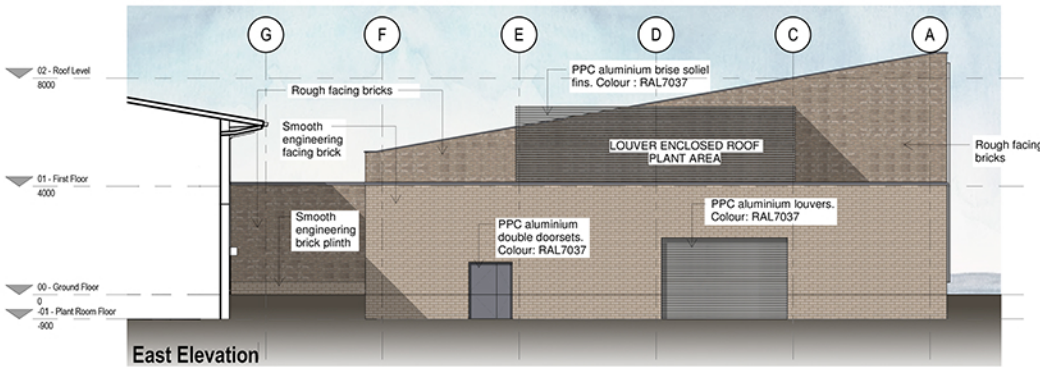 G F E D C A
02 - Roof Level
8000
PPC aluminium brise soliel
fins. Colour : RAL7037
Rough facing bricks
Smooth
engineering
facing brick
LOUVER ENCLOSED ROOF
PLANT AREA
Rough facing
bricks
01 - First Floor
4000
PPC aluminium louvers.
Colour: RAL7037
Smooth
engineering
brick plinth
PPC aluminium
double doorsets.
Colour: RAL7037
00 - Ground Floor
0
-01 - Plant Room Floor
-900
East Elevation